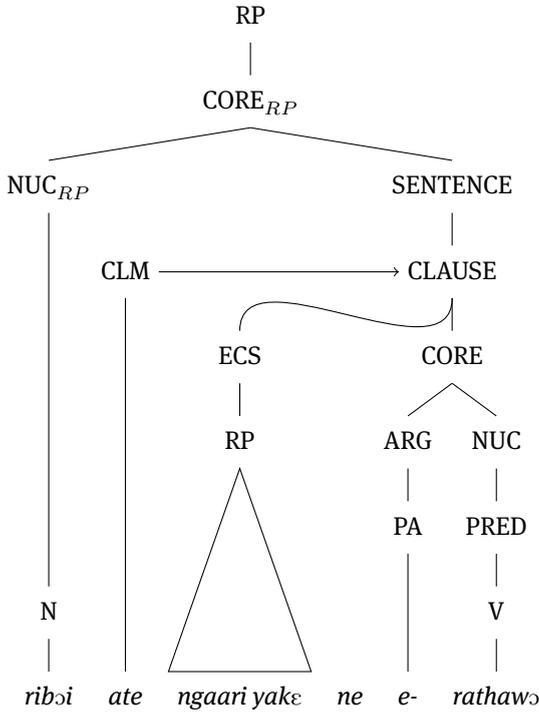 RP
CORE_RP
NUC_RP SENTENCE
CLM CLAUSE
ECS CORE
RP ARG NUC
PA PRED
N V
ribɔi ate ngaari yakɛ ne e- rathawɔ